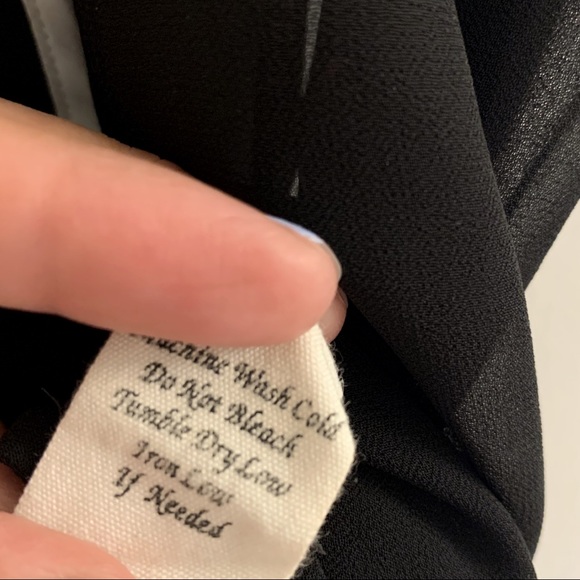 Machine Wash Cold
Do Not Bleach
Tumble Dry Low
Iron Low
If Needed